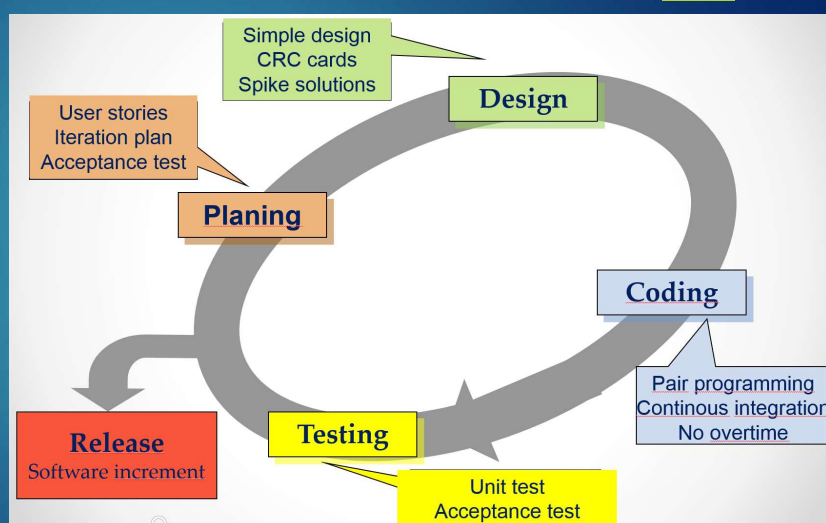 Simple design
CRC cards
Spike solutions
Design
User stories
Iteration plan
Acceptance test
Planing
Coding
Pair programming
Continous integration
No overtime
Testing
Unit test
Acceptance test
Release
Software increment